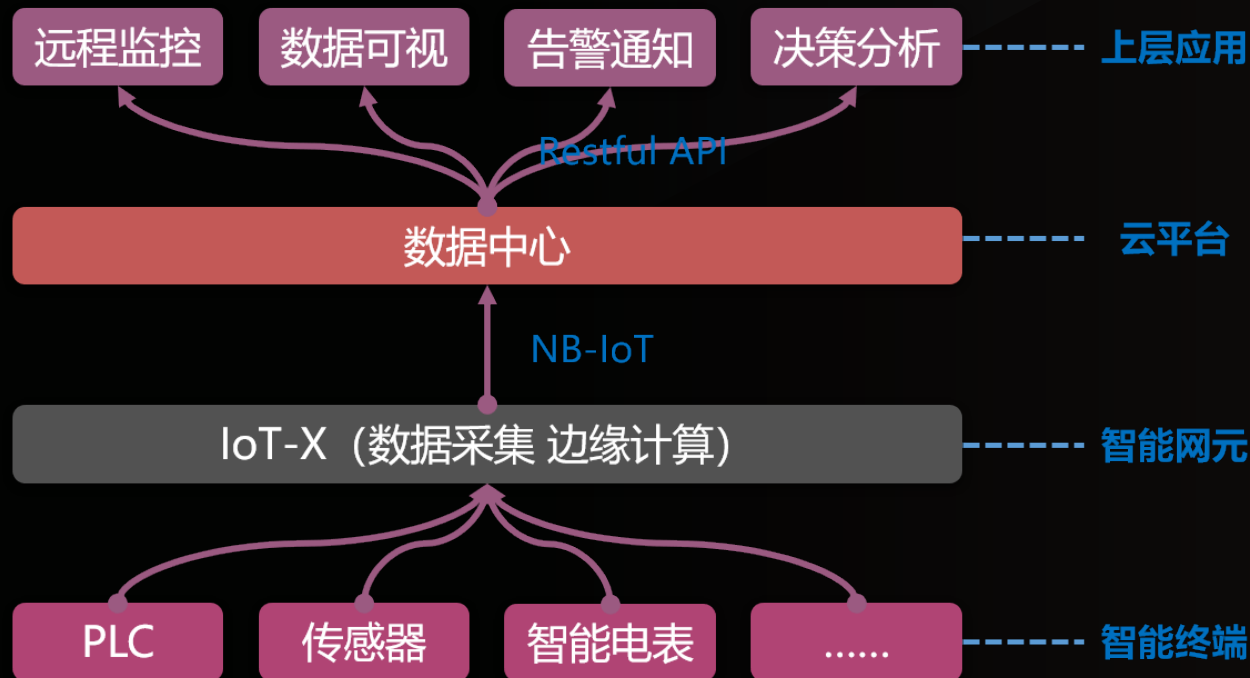 远程监控 数据可视 告警通知 决策分析 上层应用
Restful API
数据中心 云平台
NB-IoT
IoT-X（数据采集 边缘计算） 智能网元
PLC 传感器 智能电表 ...... 智能终端